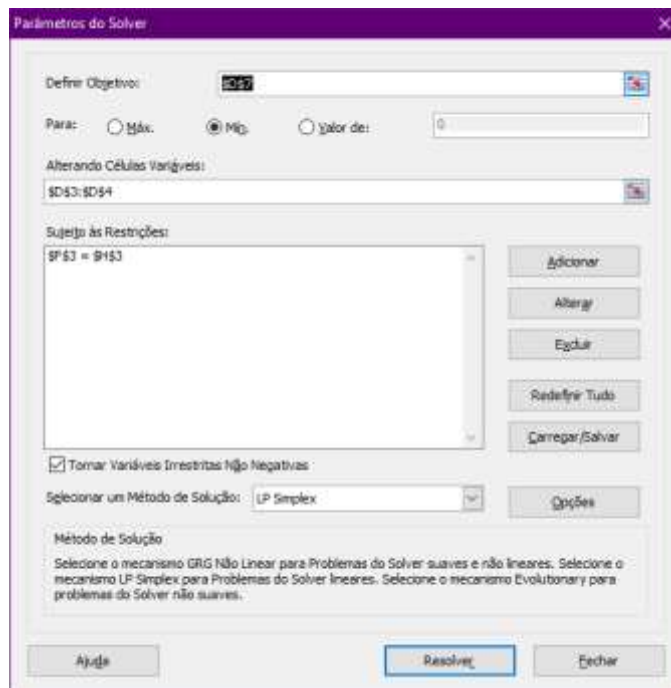 Parâmetros do Solver
Definir Objetivo: $D$7
Para: Máx. Mín. Valor de: 0
Alterando Células Variáveis:
$D$3:$D$4
Sujeito às Restrições:
$F$3 = $H$3
Adicionar
Alterar
Excluir
Redefinir Tudo
Carregar/Salvar
Tornar Variáveis Irrestritas Não Negativas
Selecionar um Método de Solução: LP Simplex
Opções
Método de Solução
Selecione o mecanismo GRG Não Linear para Problemas do Solver suaves e não lineares. Selecione o
mecanismo LP Simplex para Problemas do Solver lineares. Selecione o mecanismo Evolutionary para
problemas do Solver não suaves.
Ajuda
Resolver
Fechar